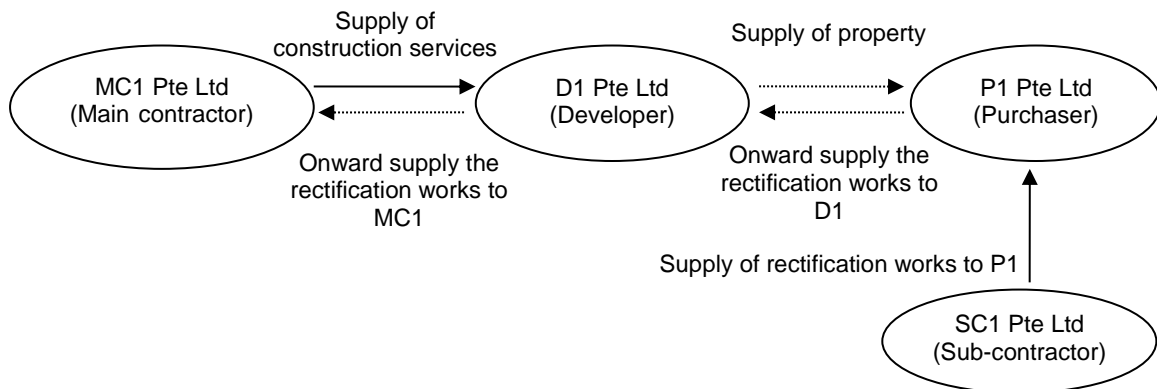 Supply of
construction services
Supply of property
MC1 Pte Ltd
(Main contractor)
D1 Pte Ltd
(Developer)
P1 Pte Ltd
(Purchaser)
Onward supply the
rectification works to
MC1
Onward supply the
rectification works to
D1
Supply of rectification works to P1
SC1 Pte Ltd
(Sub-contractor)